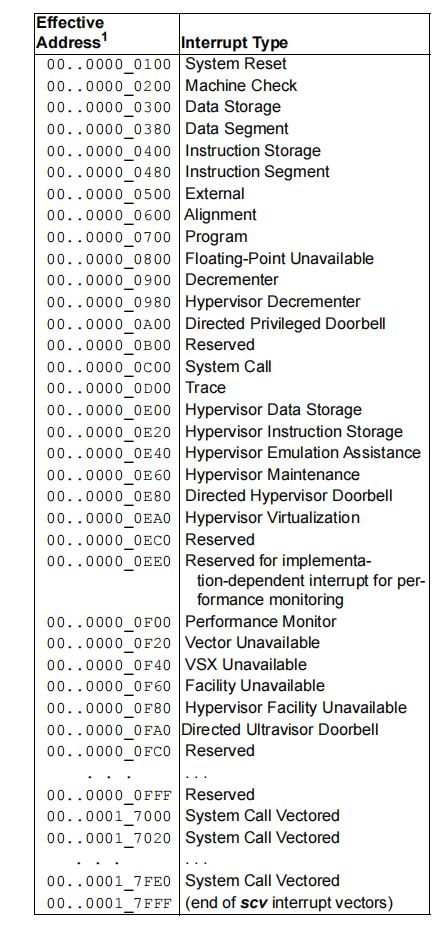 Effective
Address1 Interrupt Type
00..0000_0100 System Reset
00..0000_0200 Machine Check
00..0000_0300 Data Storage
00..0000_0380 Data Segment
00..0000_0400 Instruction Storage
00..0000_0480 Instruction Segment
00..0000_0500 External
00..0000_0600 Alignment
00..0000_0700 Program
00..0000_0800 Floating-Point Unavailable
00..0000_0900 Decrementer
00..0000_0980 Hypervisor Decrementer
00..0000_0A00 Directed Privileged Doorbell
00..0000_0B00 Reserved
00..0000_0C00 System Call
00..0000_0D00 Trace
00..0000_0E00 Hypervisor Data Storage
00..0000_0E20 Hypervisor Instruction Storage
00..0000_0E40 Hypervisor Emulation Assistance
00..0000_0E60 Hypervisor Maintenance
00..0000_0E80 Directed Hypervisor Doorbell
00..0000_0EA0 Hypervisor Virtualization
00..0000_0EC0 Reserved
00..0000_0EE0 Reserved for implementa-
tion-dependent interrupt for per-
formance monitoring
00..0000_0F00 Performance Monitor
00..0000_0F20 Vector Unavailable
00..0000_0F40 VSX Unavailable
00..0000_0F60 Facility Unavailable
00..0000_0F80 Hypervisor Facility Unavailable
00..0000_0FA0 Directed Ultravisor Doorbell
00..0000_0FC0 Reserved
. . . ...
00..0000_0FFF Reserved
00..0001_7000 System Call Vectored
00..0001_7020 System Call Vectored
. . . ...
00..0001_7FE0 System Call Vectored
00..0001_7FFF (end of scv interrupt vectors)